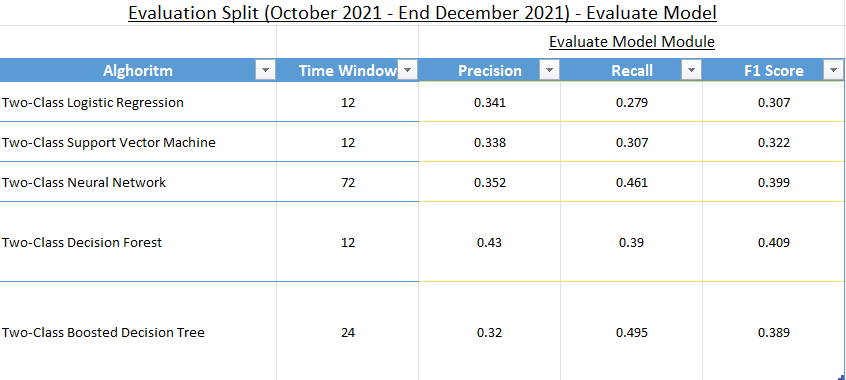 Evaluation Split (October 2021 - End December 2021) - Evaluate Model
Evaluate Model Module
Alghoritm Time Window Precision Recall F1 Score
Two-Class Logistic Regression 12 0.341 0.279 0.307
Two-Class Support Vector Machine 12 0.338 0.307 0.322
Two-Class Neural Network 72 0.352 0.461 0.399
Two-Class Decision Forest 12 0.43 0.39 0.409
Two-Class Boosted Decision Tree 24 0.32 0.495 0.389